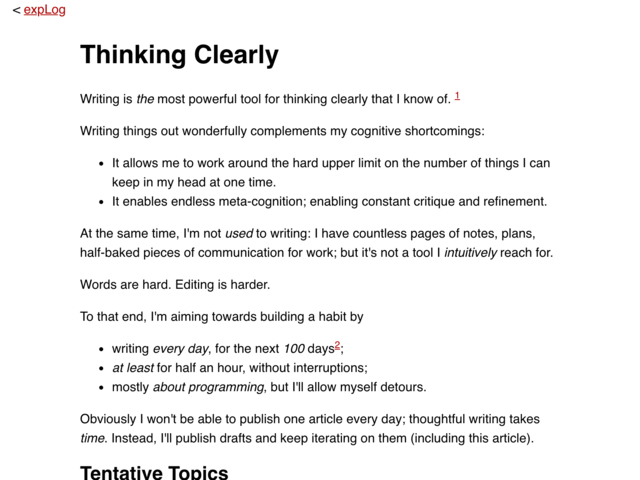 < expLog
Thinking Clearly
Writing is the most powerful tool for thinking clearly that I know of. 1
Writing things out wonderfully complements my cognitive shortcomings:
• It allows me to work around the hard upper limit on the number of things I can
keep in my head at one time.
• It enables endless meta-cognition; enabling constant critique and refinement.
At the same time, I'm not used to writing: I have countless pages of notes, plans,
half-baked pieces of communication for work; but it's not a tool I intuitively reach for.
Words are hard. Editing is harder.
To that end, I'm aiming towards building a habit by
• writing every day, for the next 100 days2;
• at least for half an hour, without interruptions;
• mostly about programming, but I'll allow myself detours.
Obviously I won't be able to publish one article every day; thoughtful writing takes
time. Instead, I'll publish drafts and keep iterating on them (including this article).
Tentative Topics